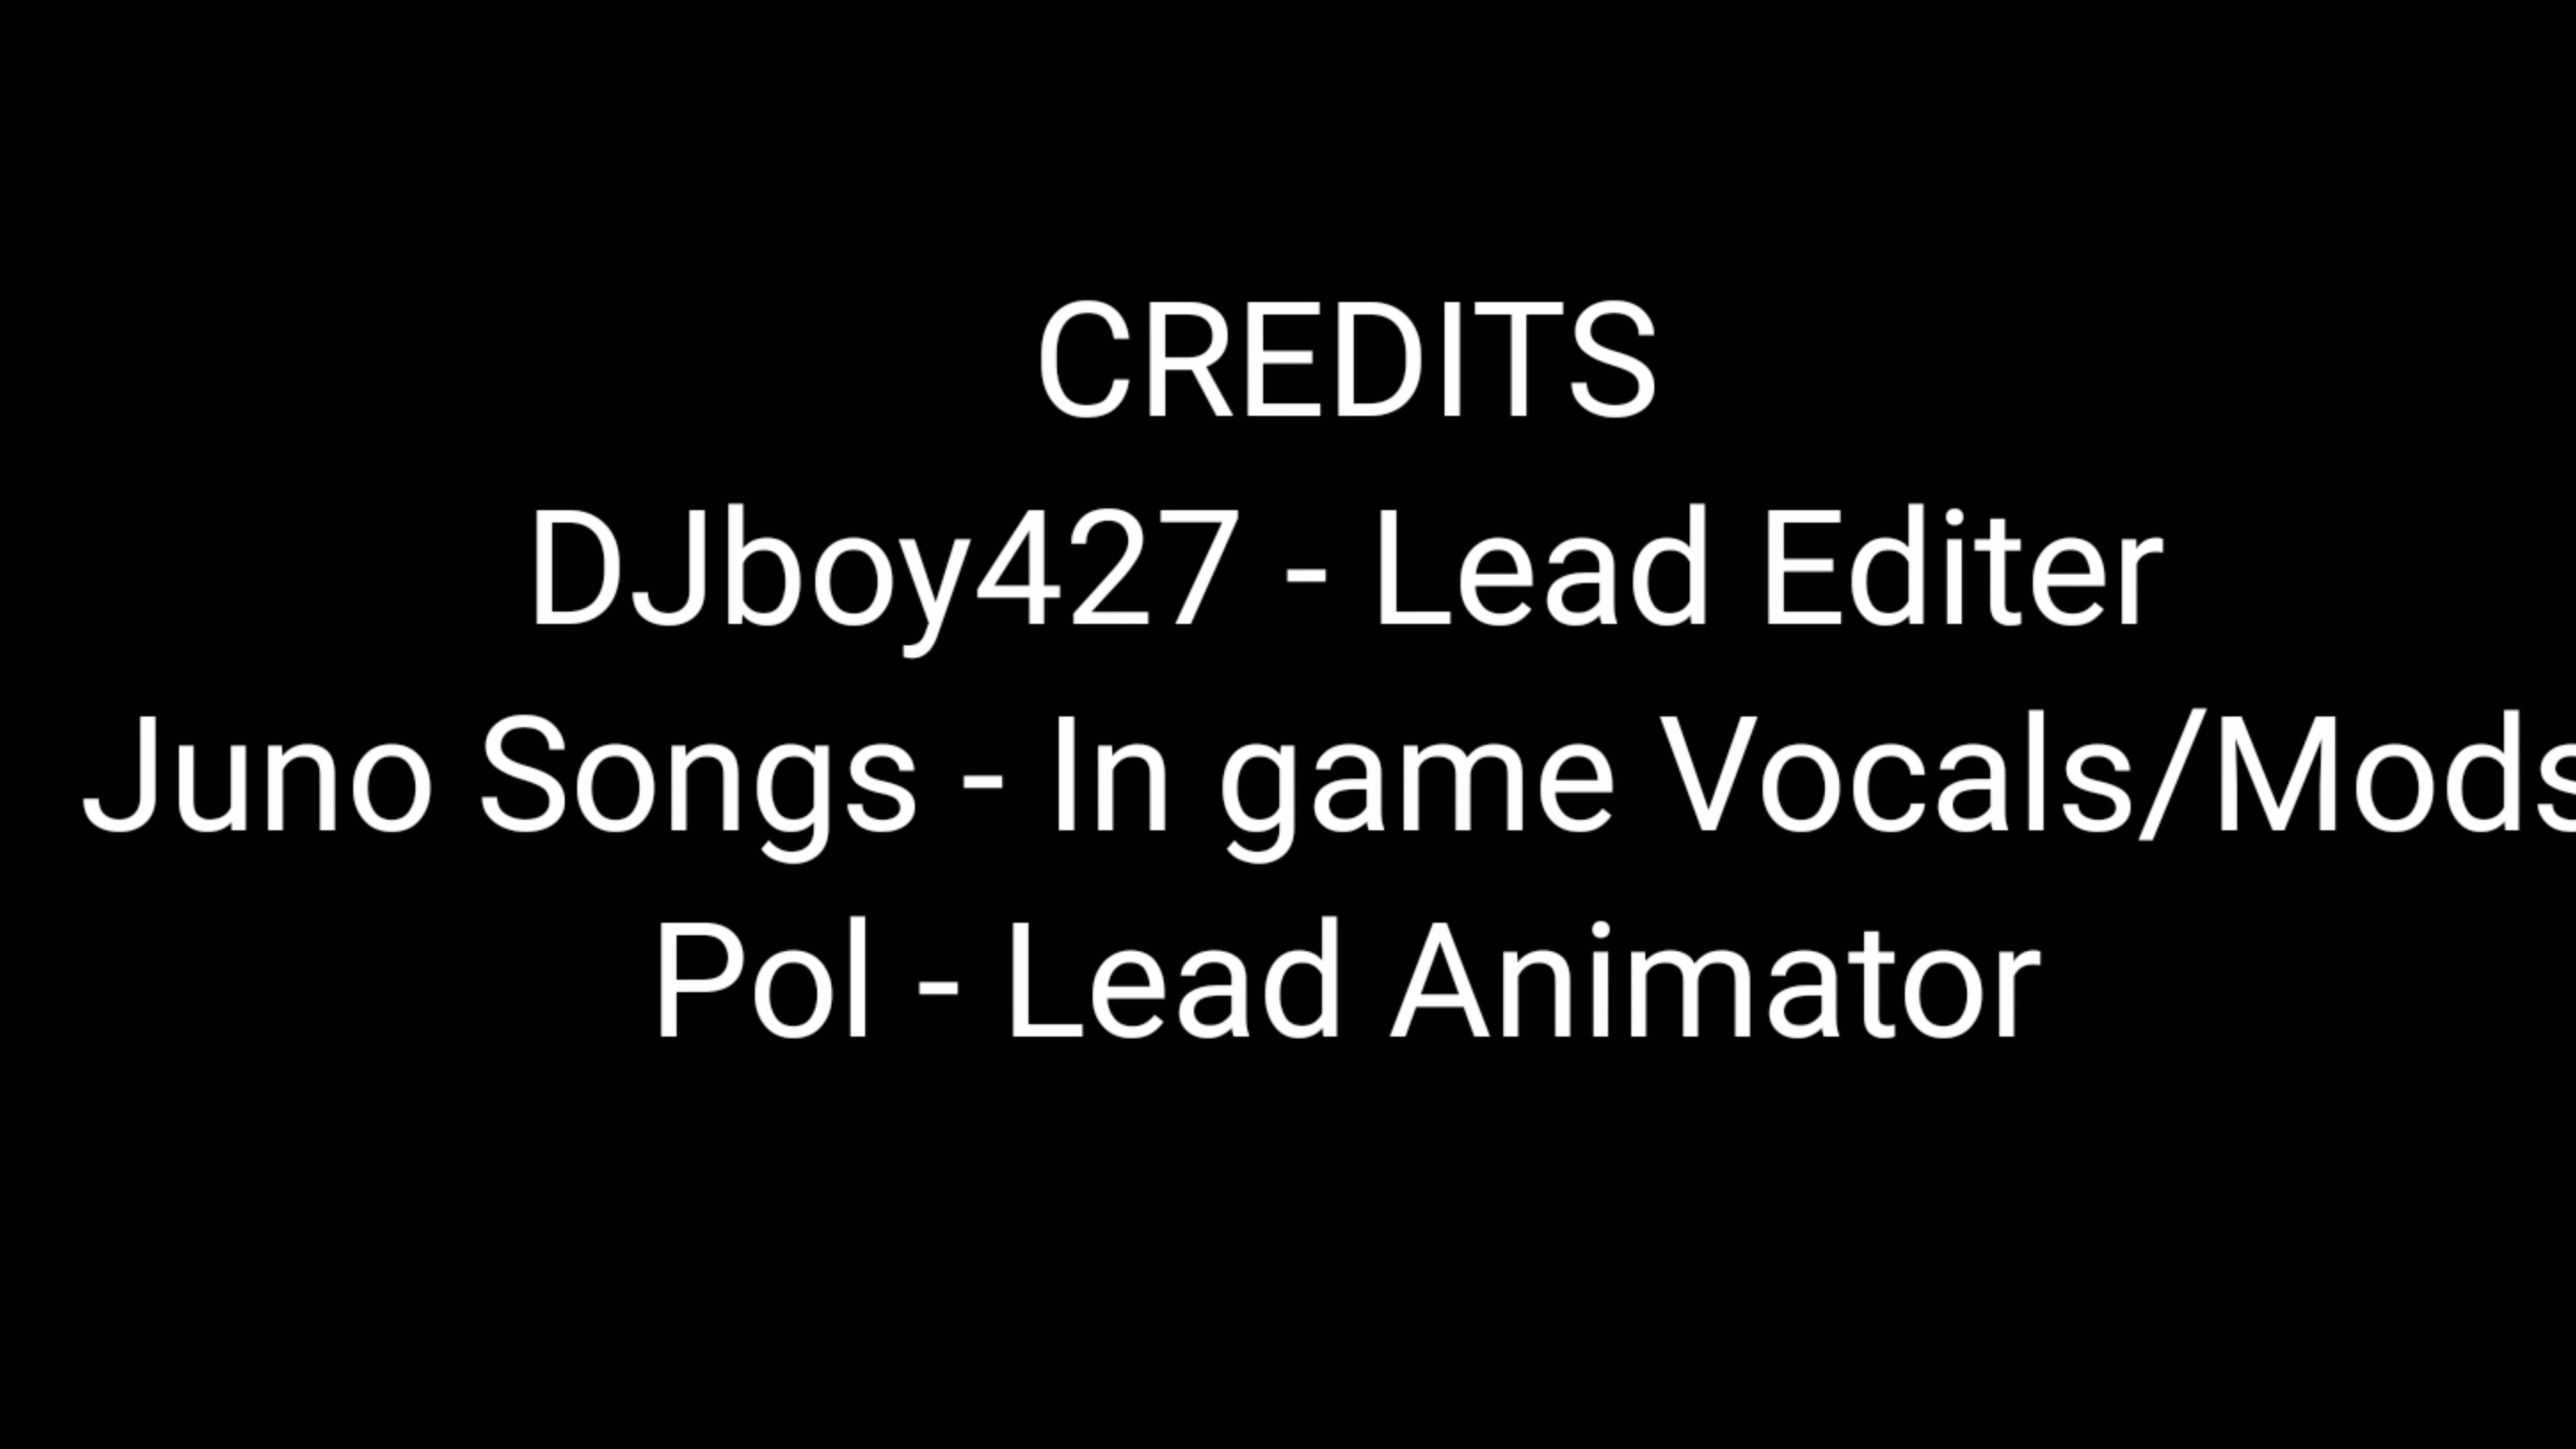 CREDITS
DJboy427 - Lead Editer
Juno Songs - In game Vocals/Mods
Pol - Lead Animator